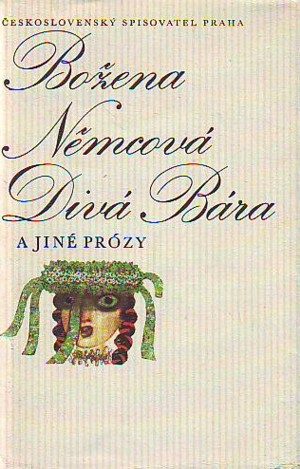 ČESKOSLOVENSKÝ SPISOVATEL PRAHA
Božena
Němcová
Divá Bára
A JINÉ PRÓZY